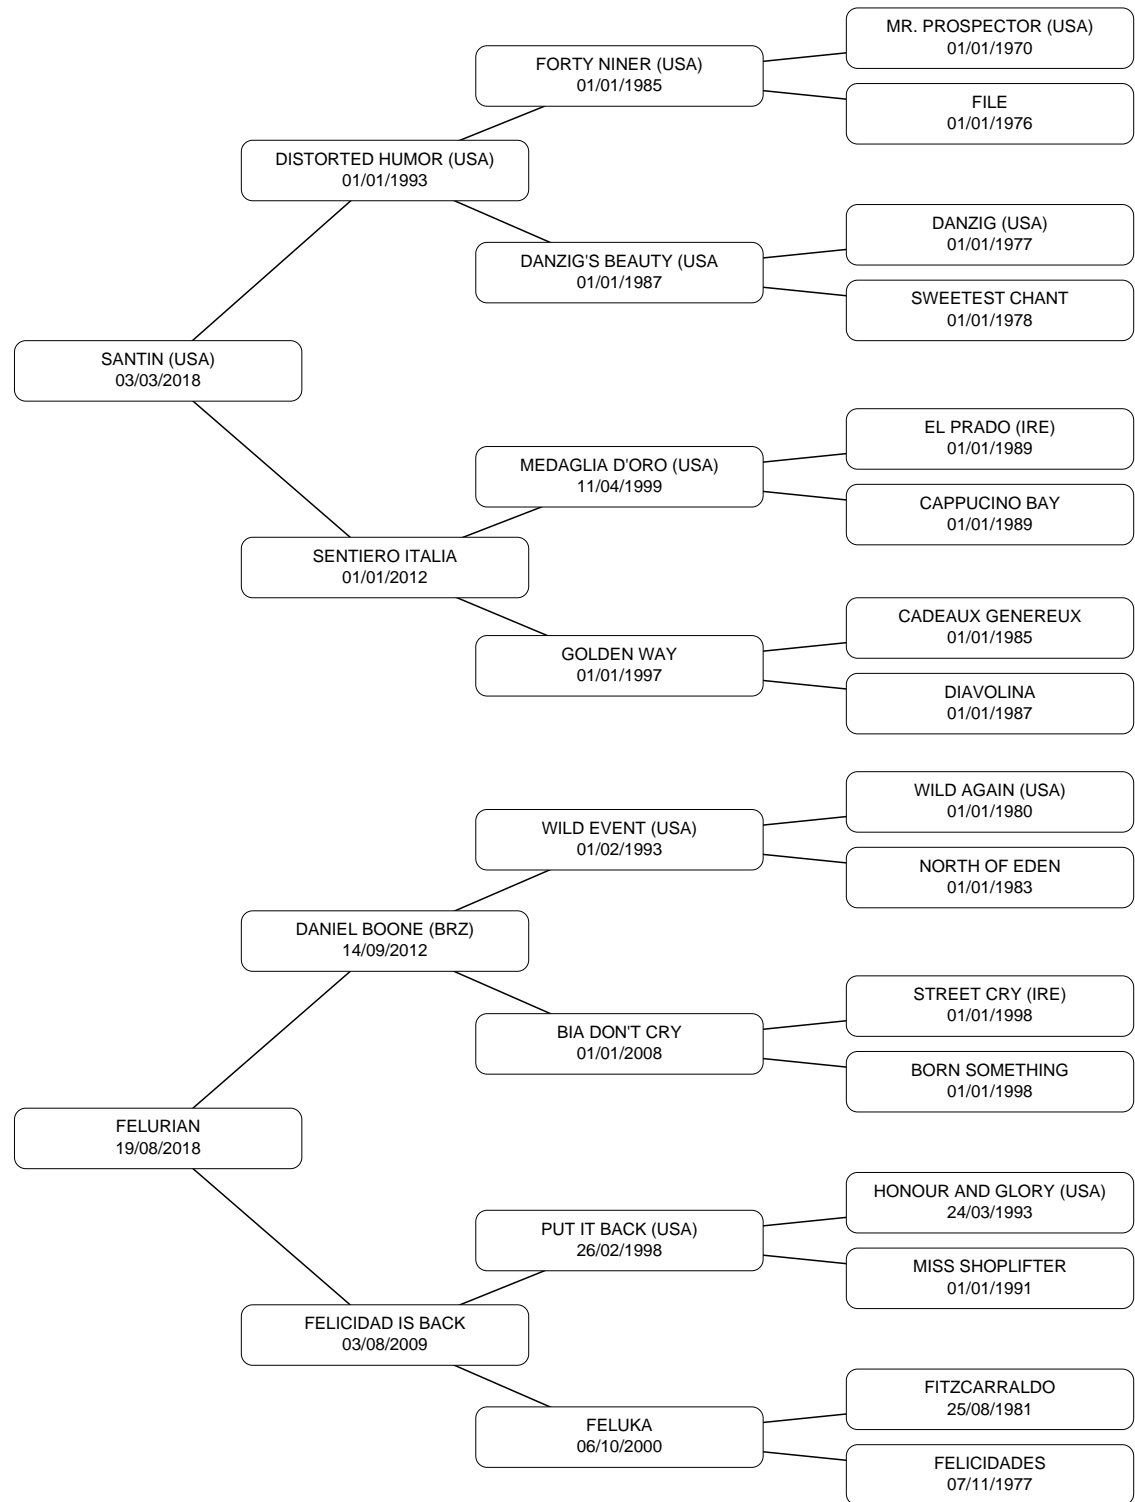 MR. PROSPECTOR (USA)
01/01/1970
FORTY NINER (USA)
01/01/1985
FILE
01/01/1976
DISTORTED HUMOR (USA)
01/01/1993
DANZIG (USA)
01/01/1977
DANZIG'S BEAUTY (USA
01/01/1987
SWEETEST CHANT
01/01/1978
SANTIN (USA)
03/03/2018
EL PRADO (IRE)
01/01/1989
MEDAGLIA D'ORO (USA)
11/04/1999
CAPPUCINO BAY
01/01/1989
SENTIERO ITALIA
01/01/2012
CADEAUX GENEREUX
01/01/1985
GOLDEN WAY
01/01/1997
DIAVOLINA
01/01/1987
WILD AGAIN (USA)
01/01/1980
WILD EVENT (USA)
01/02/1993
NORTH OF EDEN
01/01/1983
DANIEL BOONE (BRZ)
14/09/2012
STREET CRY (IRE)
01/01/1998
BIA DON'T CRY
01/01/2008
BORN SOMETHING
01/01/1998
FELURIAN
19/08/2018
HONOUR AND GLORY (USA)
24/03/1993
PUT IT BACK (USA)
26/02/1998
MISS SHOPLIFTER
01/01/1991
FELICIDAD IS BACK
03/08/2009
FITZCARRALDO
25/08/1981
FELUKA
06/10/2000
FELICIDADES
07/11/1977